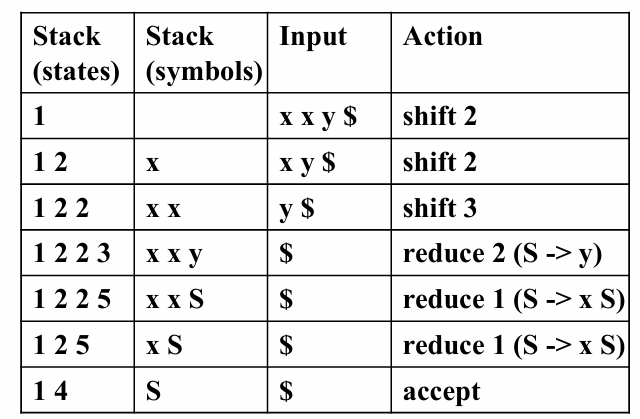 Stack (states) Stack (symbols) Input Action
1 x x y $ shift 2
1 2 x x y $ shift 2
1 2 2 x x y $ shift 3
1 2 2 3 x x y $ reduce 2 (S -> y)
1 2 2 5 x x S $ reduce 1 (S -> x S)
1 2 5 x S $ reduce 1 (S -> x S)
1 4 S $ accept